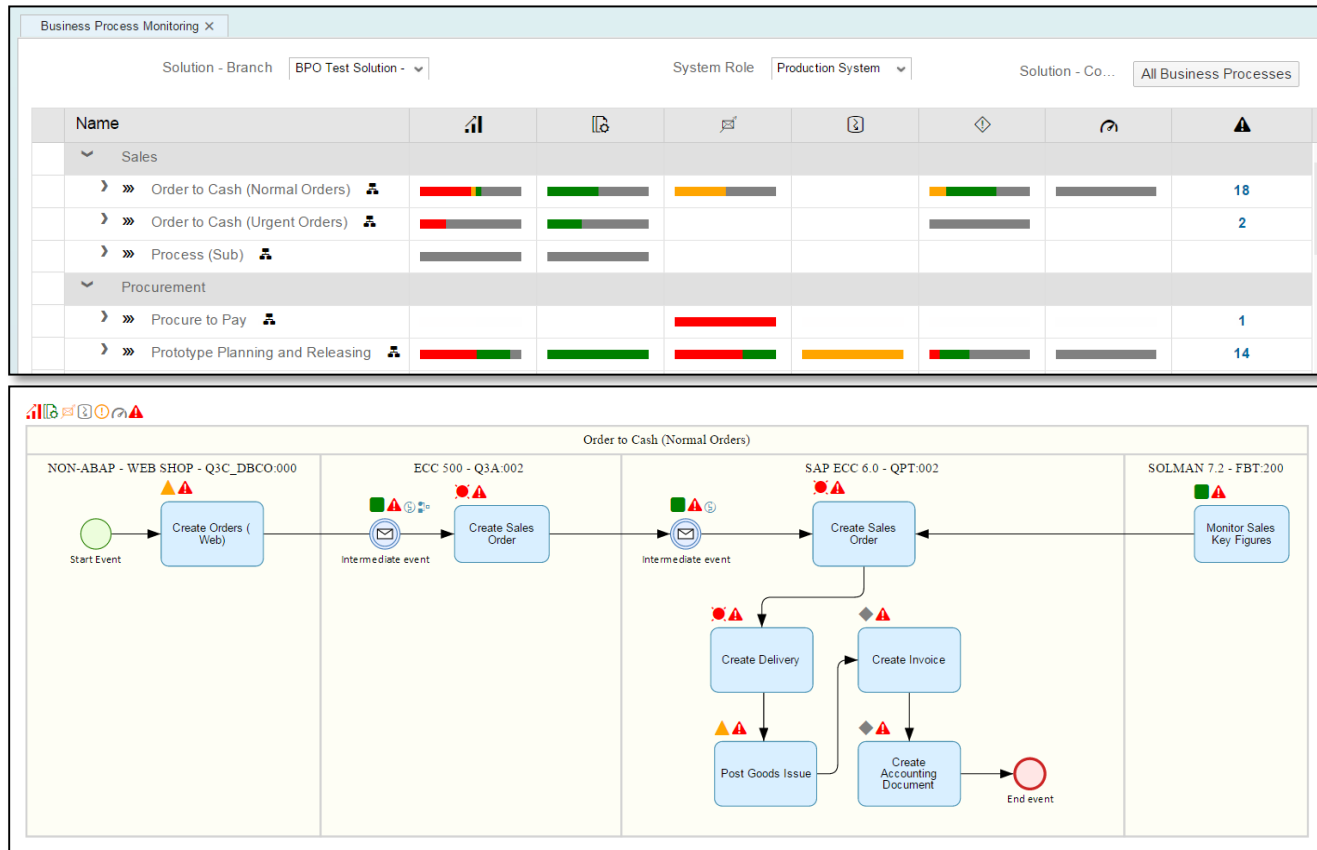 Business Process Monitoring ×
Solution - Branch
BPO Test Solution -
System Role
Production System
Solution - Co...
All Business Processes
Name
Sales
Order to Cash (Normal Orders)
18
Order to Cash (Urgent Orders)
2
Process (Sub)
Procurement
Procure to Pay
1
Prototype Planning and Releasing
14
Order to Cash (Normal Orders)
NON-ABAP - WEB SHOP - Q3C_DBCO:000
ECC 500 - Q3A:002
SAP ECC 6.0 - QPT:002
SOLMAN 7.2 - FBT:200
Start Event
Create Orders (
Web)
Intermediate event
Create Sales
Order
Intermediate event
Create Sales
Order
Monitor Sales
Key Figures
Create Delivery
Create Invoice
Post Goods Issue
Create
Accounting
Document
End event